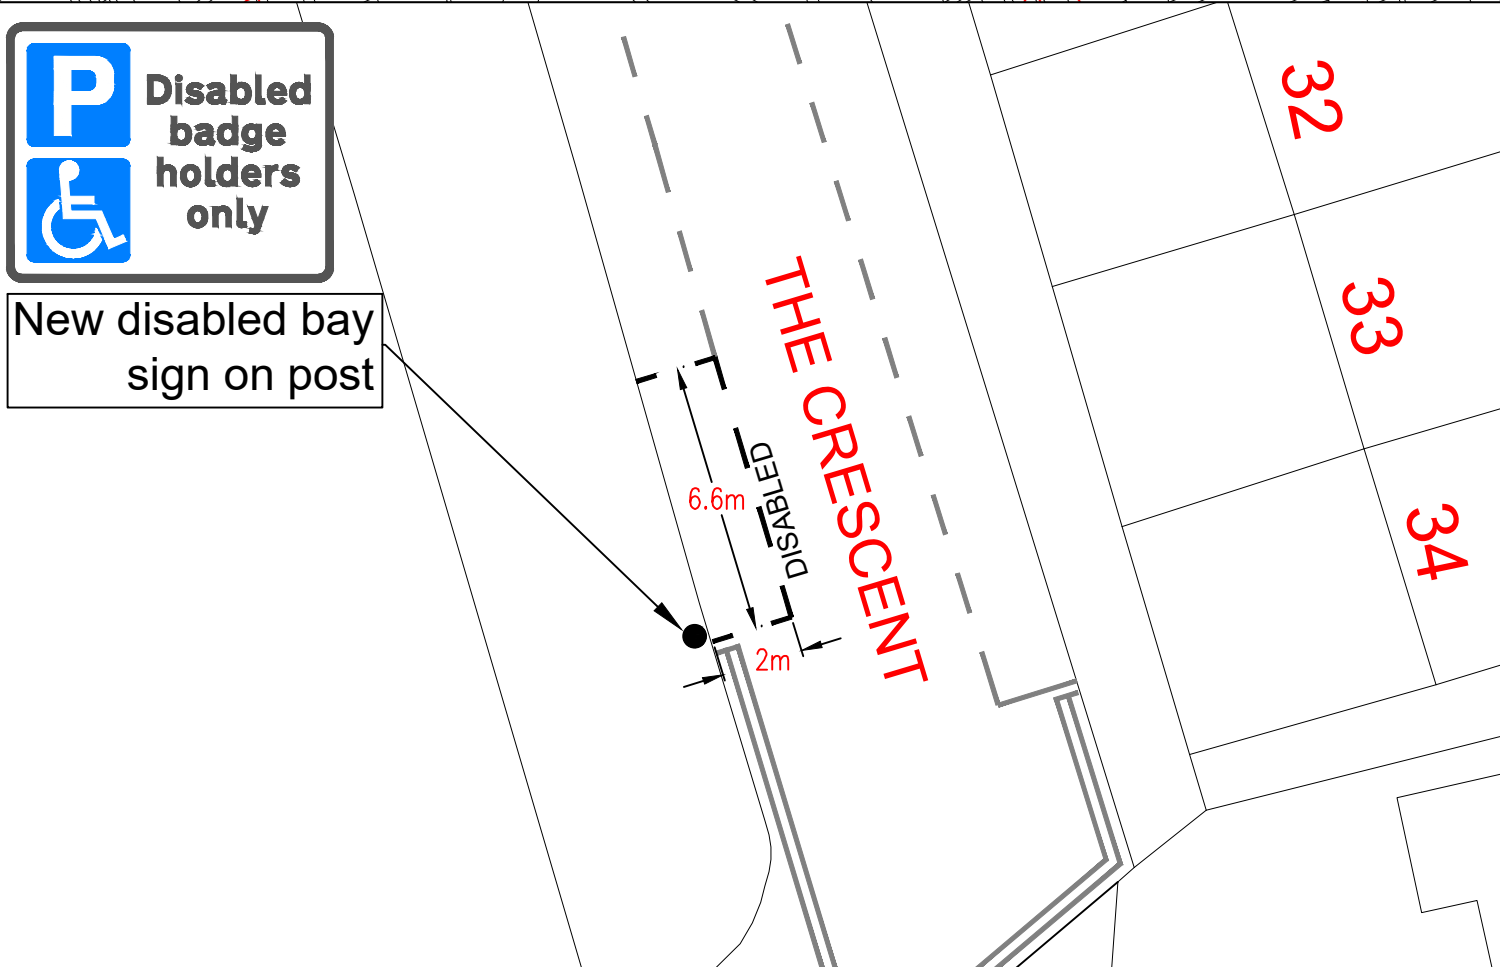 P
Disabled
badge
holders
only
New disabled bay
sign on post
THE CRESCENT
DISABLED
6.6m
2m
32
33
34